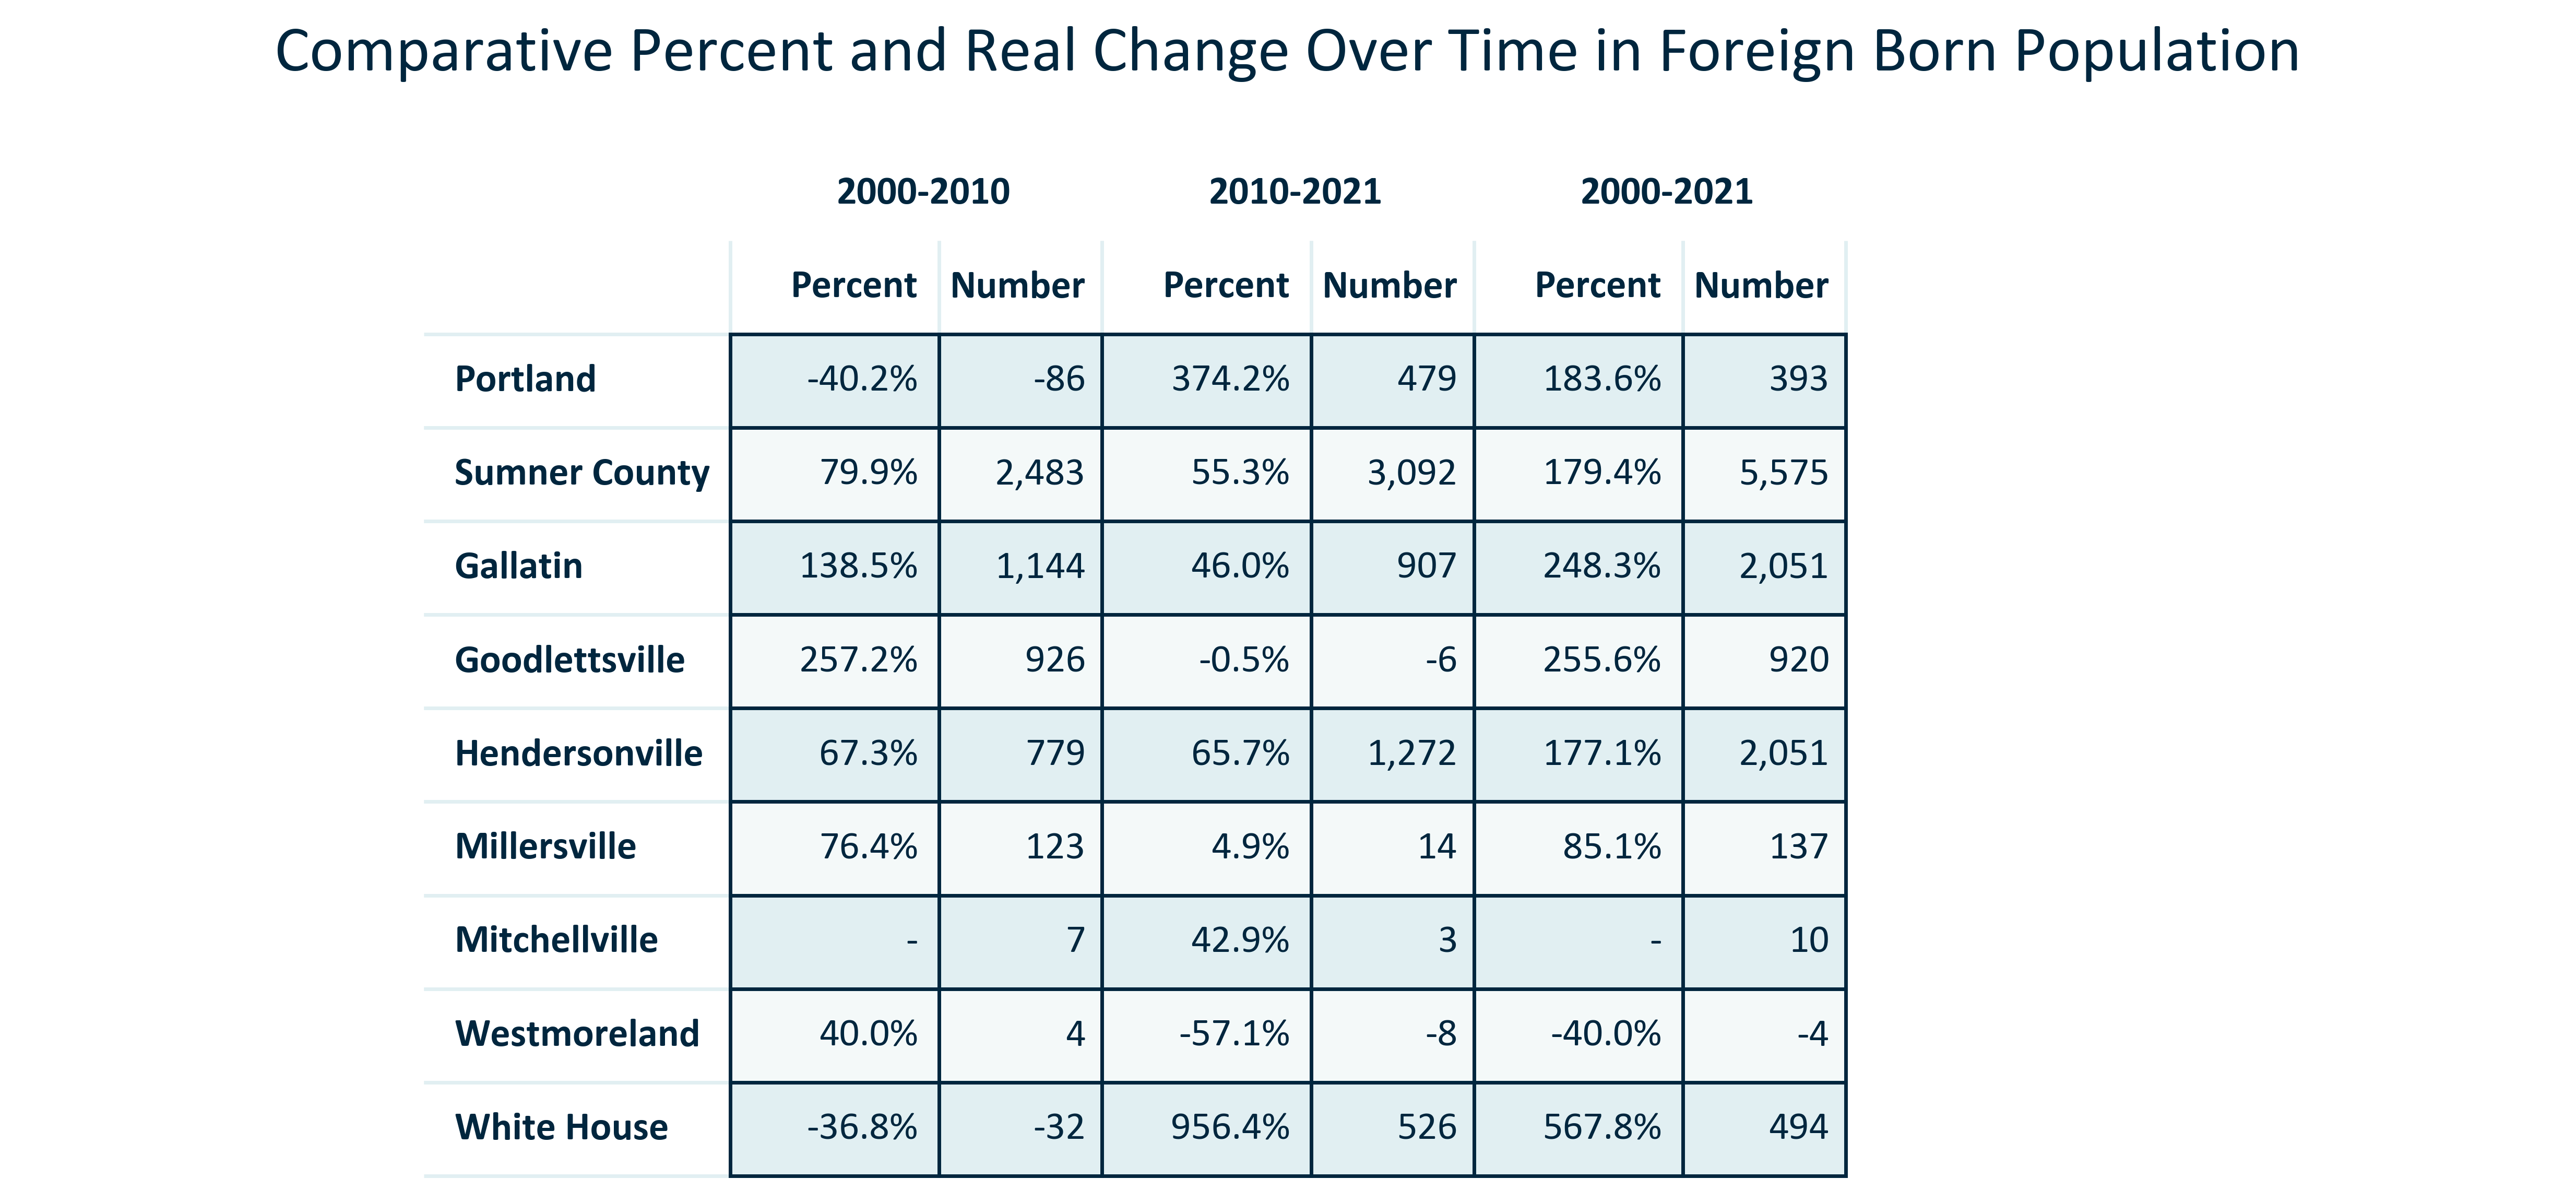 Comparative Percent and Real Change Over Time in Foreign Born Population
2000-2010 2010-2021 2000-2021
Percent Number Percent Number Percent Number
Portland -40.2% -86 374.2% 479 183.6% 393
Sumner County 79.9% 2,483 55.3% 3,092 179.4% 5,575
Gallatin 138.5% 1,144 46.0% 907 248.3% 2,051
Goodlettsville 257.2% 926 -0.5% -6 255.6% 920
Hendersonville 67.3% 779 65.7% 1,272 177.1% 2,051
Millersville 76.4% 123 4.9% 14 85.1% 137
Mitchellville - 7 42.9% 3 - 10
Westmoreland 40.0% 4 -57.1% -8 -40.0% -4
White House -36.8% -32 956.4% 526 567.8% 494